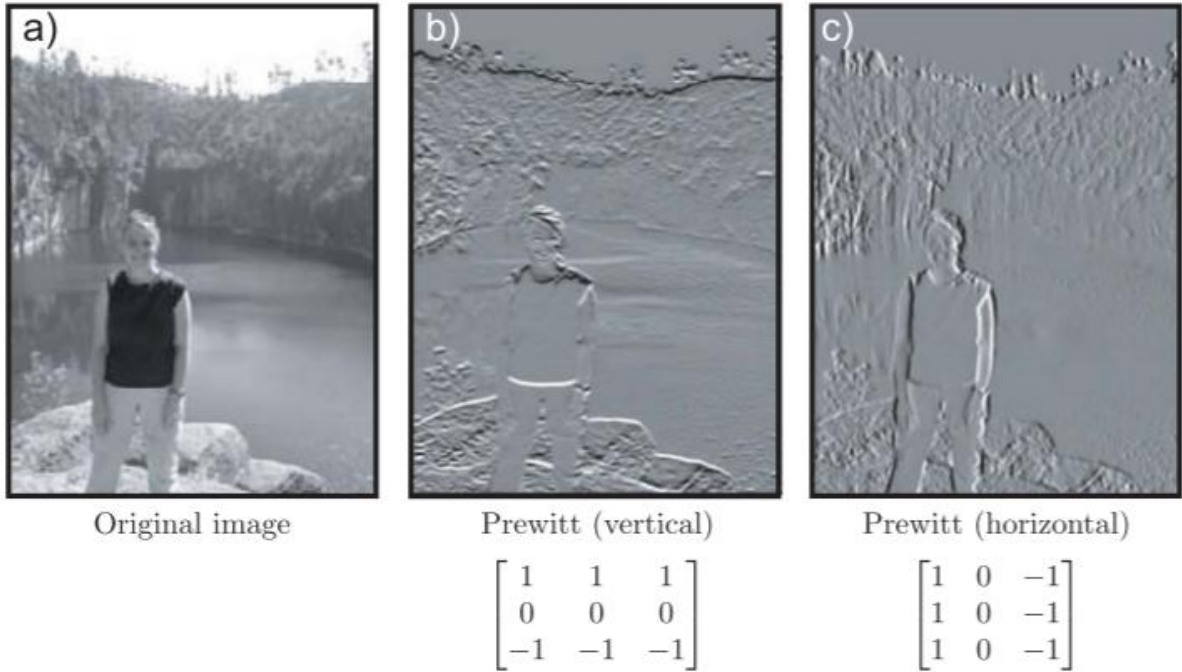 a)
b)
c)
Original image
Prewitt (vertical)
Prewitt (horizontal)
1 1 1
0 0 0
-1 -1 -1
1 0 -1
1 0 -1
1 0 -1